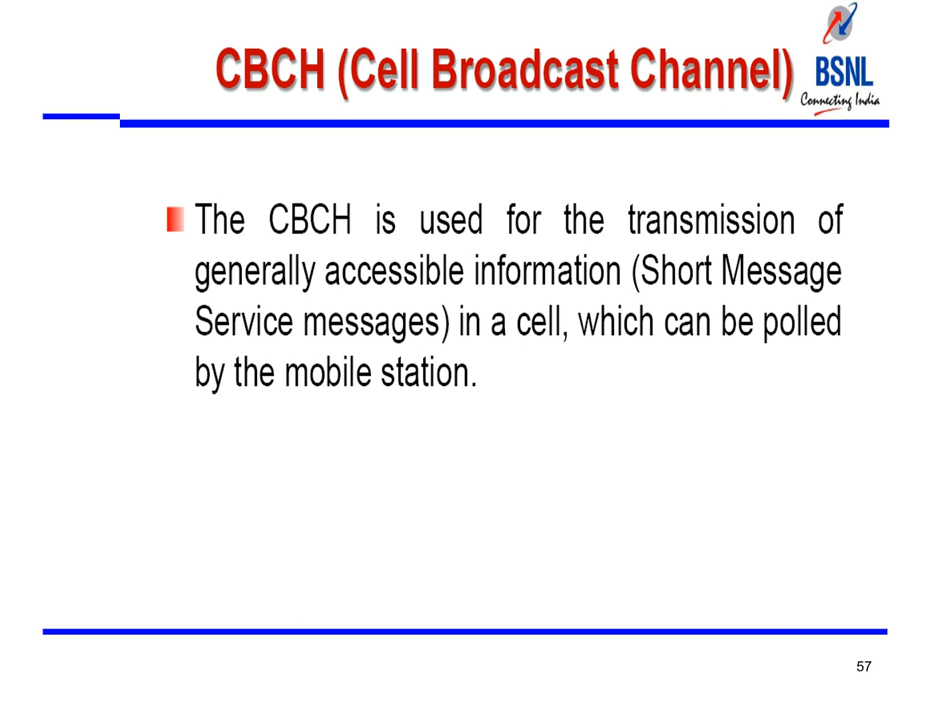 CBCH (Cell Broadcast Channel)
BSNL
Connecting India
The CBCH is used for the transmission of
generally accessible information (Short Message
Service messages) in a cell, which can be polled
by the mobile station.
57